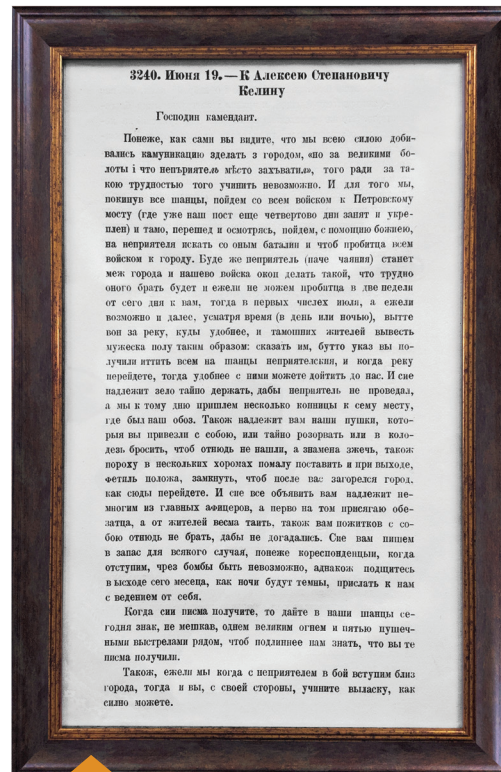 3240. Июня 19.—К Алексею Степановичу
Келину
Господин камендант.
Понеже, как сами вы видите, что мы всею силою доби-
вались камуникацию зделать з городом, «но за великими бо-
лоты і что непъриятель мѣсто захъватил», того ради за та-
кою трудностью того учинить невозможно. И для того мы,
покинув все шанцы, пойдем со всем войском к Петровскому
мосту (где уже наш пост еще четвертово дни занят и укре-
плен) и тамо, перешед и осмотрясь, пойдем, с помощию божиею,
на неприятеля искать со оным баталии и чтоб пробитца всем
войском к городу. Буде же неприятель (паче чаяния) станет
меж города и нашево войска окоп делать такой, что трудно
оного брать будет и ежели не можем пробитца в две недели
от сего дня к вам, тогда в первых числех июля, а ежели
возможно и далее, усматря время (в день или ночью), вытте
вон за реку, куды удобнее, и тамошних жителей вывесть
мужеска полу таким образом: сказать им, бутто указ вы по-
лучили иттить всем на шанцы неприятелския, и когда реку
перейдете, тогда удобнее с ними можете дойтить до нас. И сие
надлежит зело тайно держать, дабы неприятель не проведал,
а мы к тому дню пришлем несколько конницы к сему месту,
где был ваш обоз. Також надлежит вам наши пушки, кото-
рыя вы привезли с собою, или тайно розорвать или в коло-
дезь бросить, чтоб отнюдь не нашли, а знамена зжечь, також
пороху в нескольких хоромах помалу поставить и при выходе,
фетиль положа, замкнуть, чтоб после вас загорелся город,
как сюды перейдете. И сие все объявить вам надлежит не-
многим из главных афицеров, а перво на том присягаю обе-
затца, а от жителей весма таить, також вам пожитков с со-
бою отнюдь не брать, дабы не догадались. Сие вам пишем
в запас для всякого случая, понеже кореспонденцыи, когда
отступим, чрез бомбы быть невозможно, аднакож подщитесь
в ысходе сего месеца, как ночи будут темны, прислать к нам
с ведением от себя.
Когда сии писма получите, то дайте в наши шанцы се-
годня знак, не мешкав, однем великим огнем и пятью пушеч-
ными выстрелами рядом, чтоб подлиннее нам знать, что вы те
писма получили.
Також, ежели мы когда с неприятелем в бой вступим близ
города, тогда и вы, с своей стороны, учините выласку, как
силно можете.